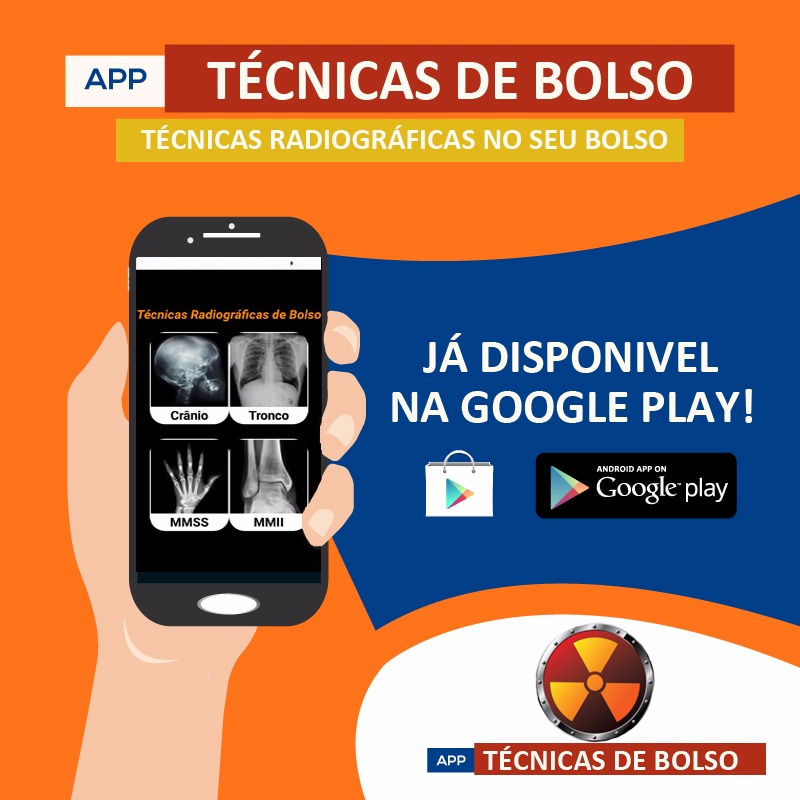 APP
TÉCNICAS DE BOLSO
TÉCNICAS RADIOGRÁFICAS NO SEU BOLSO
Técnicas Radiográficas de Bolso
Crânio
Tronco
MMSS
MMII
JÁ DISPONIVEL
NA GOOGLE PLAY!
ANDROID APP ON
Google play
APP
TÉCNICAS DE BOLSO